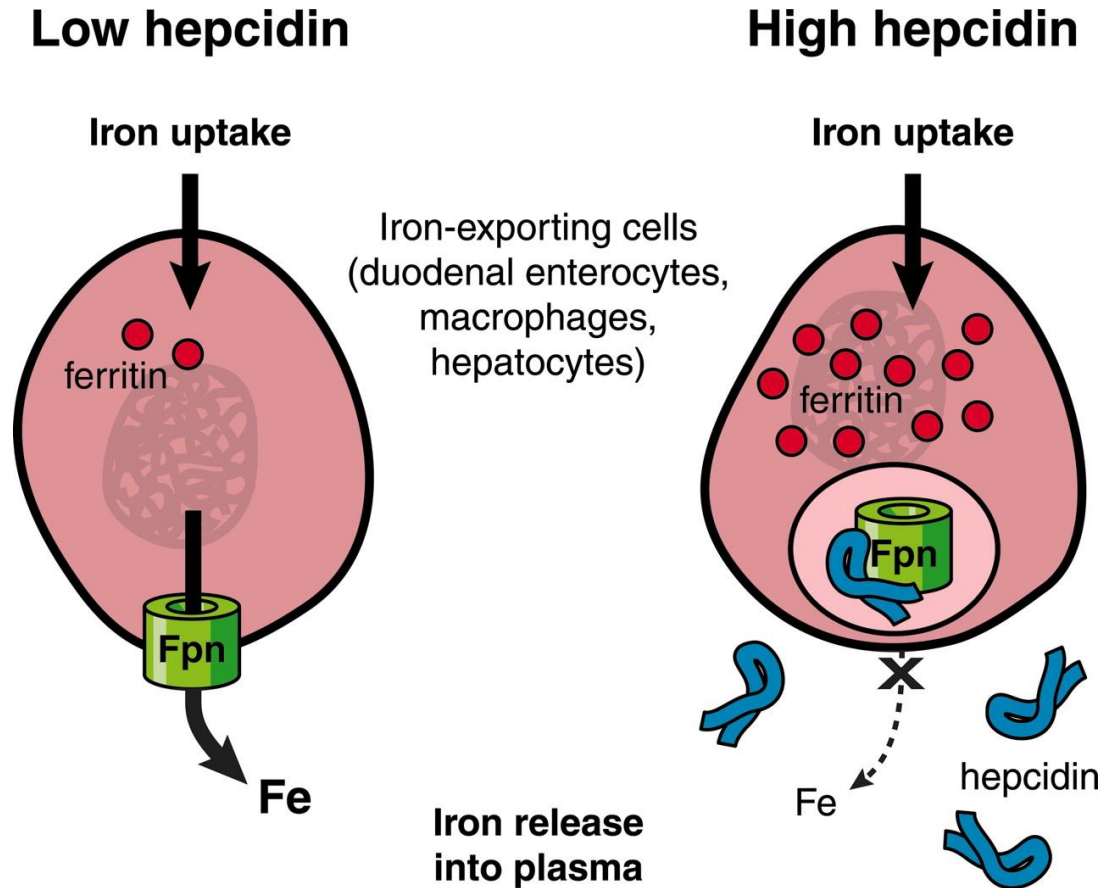 Low hepcidin
High hepcidin
Iron uptake
Iron uptake
Iron-exporting cells
(duodenal enterocytes,
macrophages,
hepatocytes)
ferritin
ferritin
Fpn
Fpn
Fe
Fe
hepcidin
Iron release
into plasma